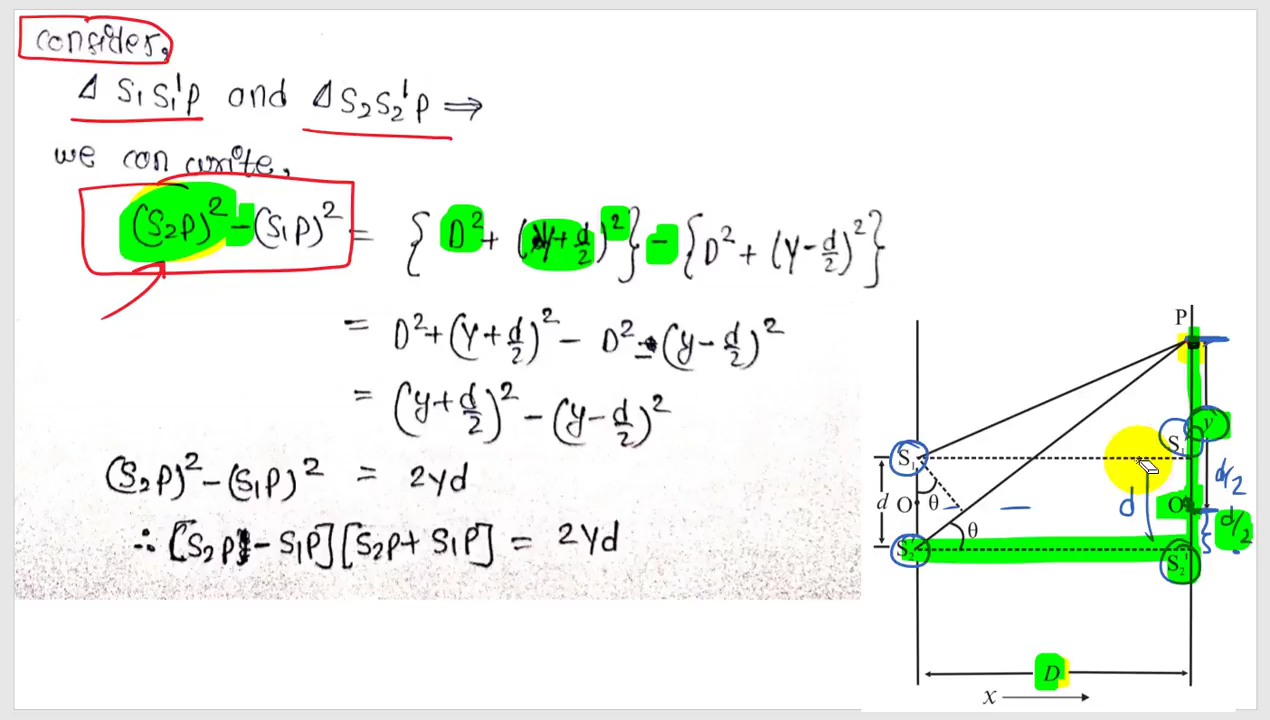 consider,
Δ S₁S₁'P and ΔS₂S₂'P ⇒
we can write,
(S₂P)² - (S₁P)² = {D² + (y+d/2)²} - {D² + (Y-d/2)²}
= D² + (Y+d/2)² - D² - (y-d/2)²
= (y+d/2)² - (y-d/2)²
(S₂P)² - (S₁P)² = 2Yd
∴ [S₂P - S₁P][S₂P + S₁P] = 2Yd
P
S₁
S₁
y
d/2
d
O
θ
d
O'
d/2
θ
S₂
S₂'
D
x